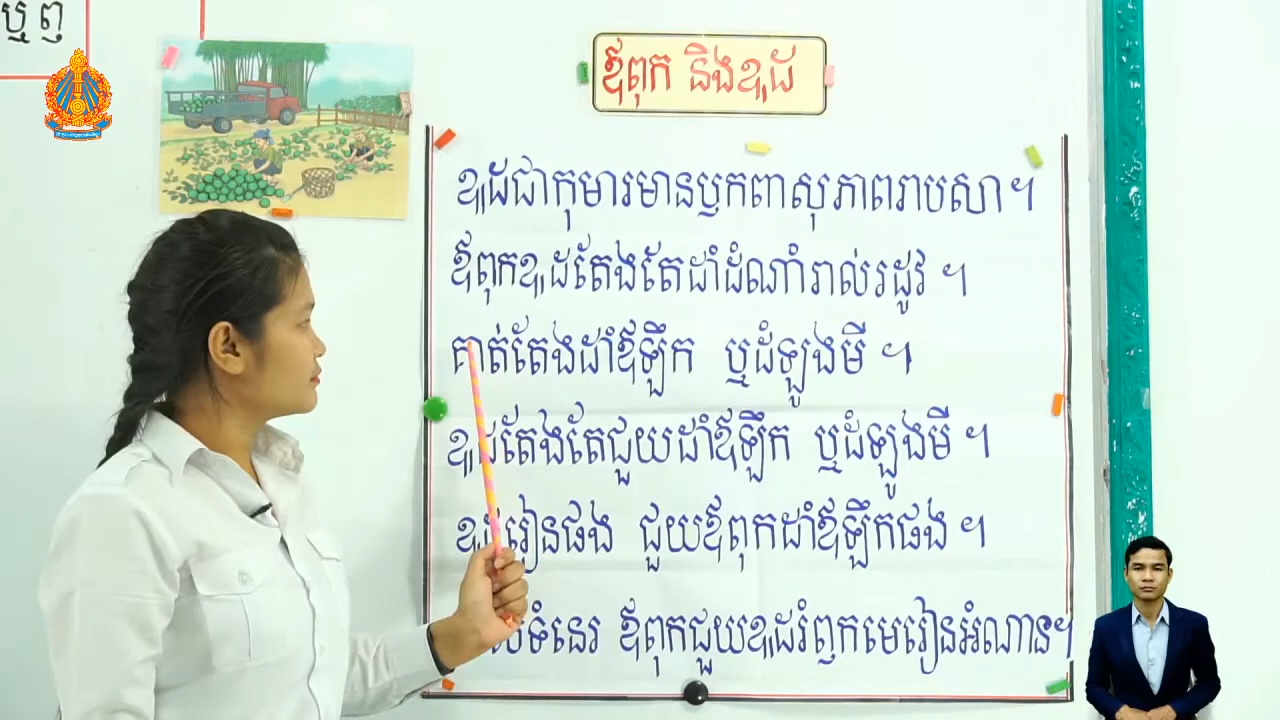 ឪពុក និងឧដ
ឧដជាកុមារមានឫកពាសុភាពរាបសា។
ឪពុកឧដតែងតែដាំដំណាំរាល់រដូវ ។
គាត់តែងដាំឪឡឹក ឬដំឡូងមី ។
ឧដតែងតែជួយដាំឪឡឹក ឬដំឡូងមី ។
ឧដរៀនផង ជួយឪពុកដាំឪឡឹកផង ។
ទំនេរ ឪពុកជួយឧដរំឭកមេរៀនអំណាន។